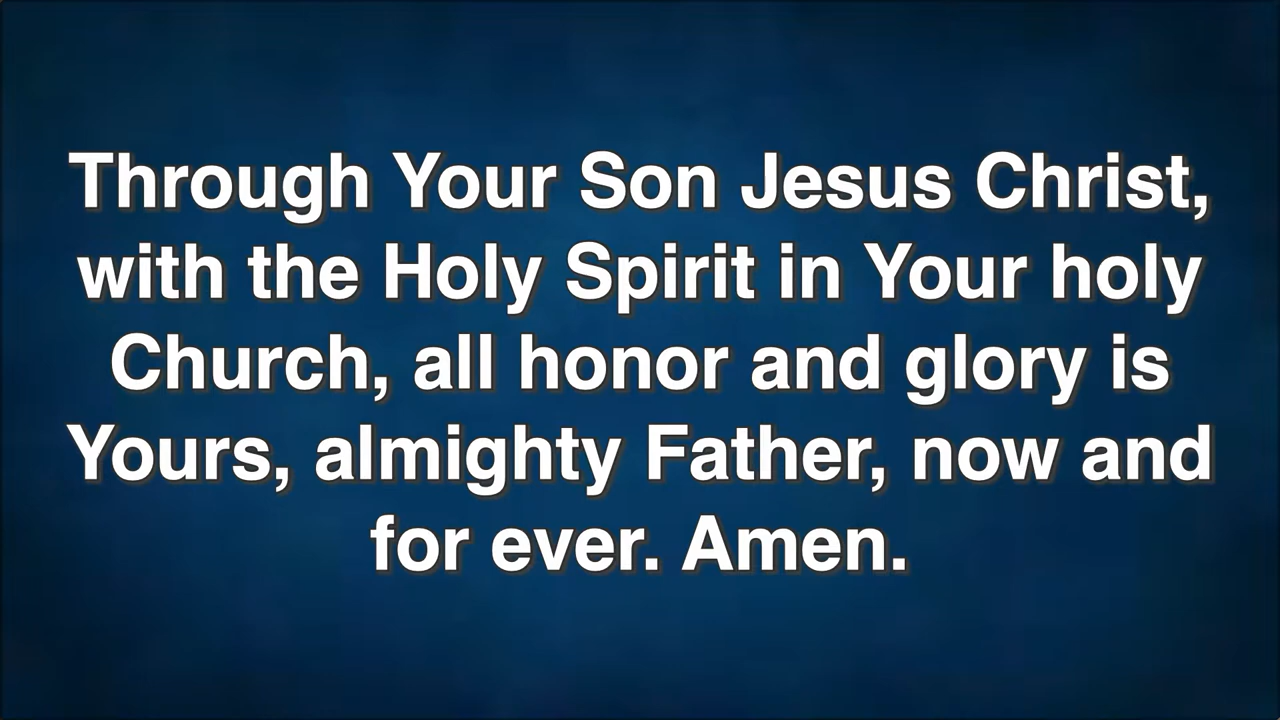 Through Your Son Jesus Christ,
with the Holy Spirit in Your holy
Church, all honor and glory is
Yours, almighty Father, now and
for ever. Amen.